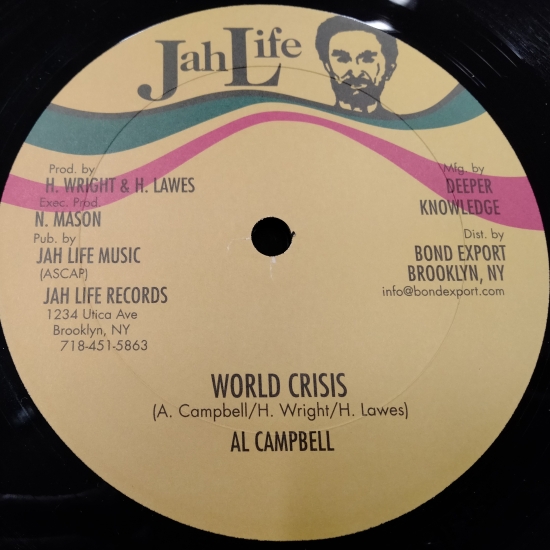 Jah Life
Prod. by
H. WRIGHT & H. LAWES
Exec. Prod.
N. MASON
Pub. by
JAH LIFE MUSIC
(ASCAP)
JAH LIFE RECORDS
1234 Utica Ave
Brooklyn, NY
718-451-5863
Mfg. by
DEEPER
KNOWLEDGE
Dist. by
BOND EXPORT
BROOKLYN, NY
info@bondexport.com
WORLD CRISIS
(A. Campbell/H. Wright/H. Lawes)
AL CAMPBELL